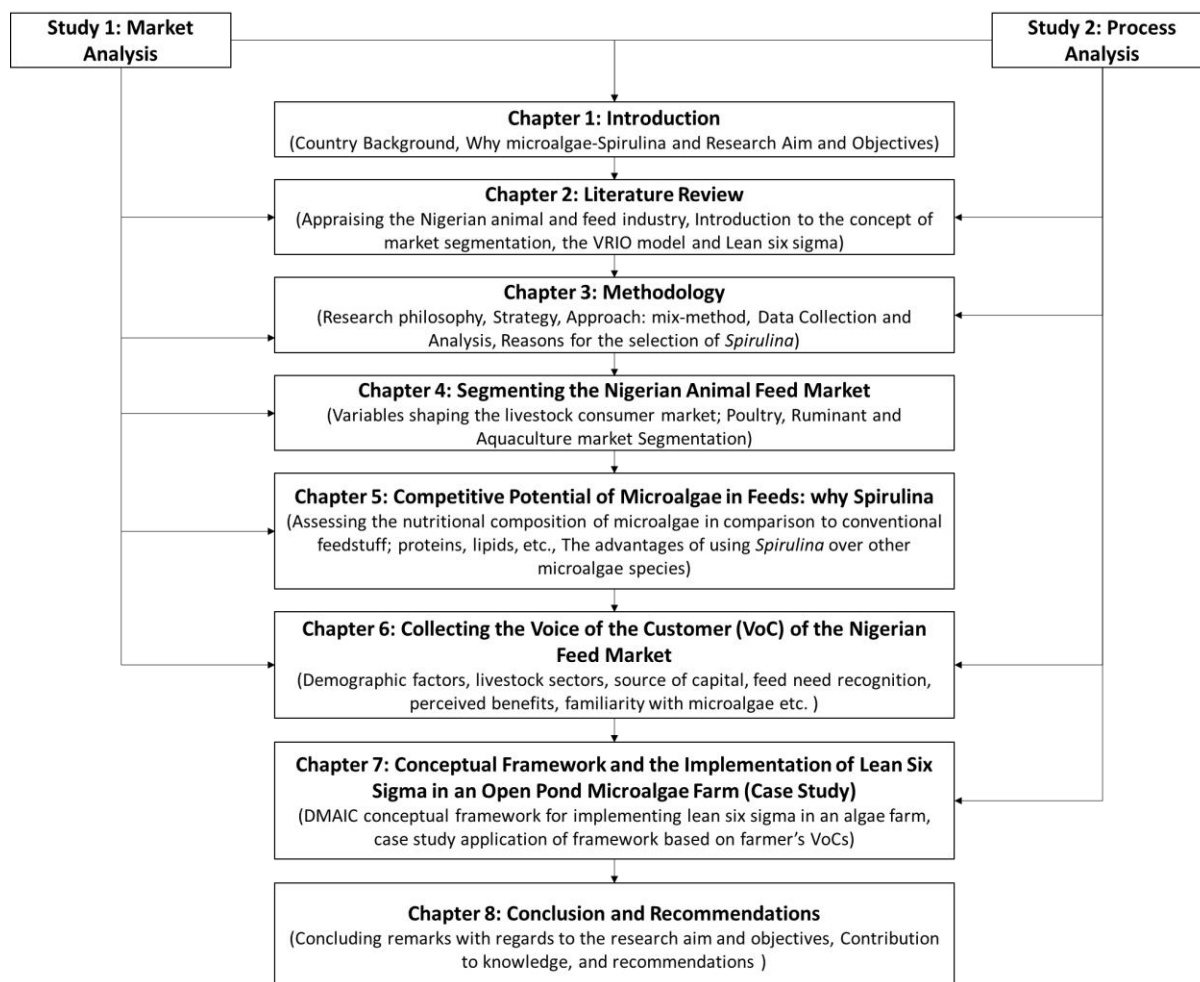 Study 1: Market
Analysis
Study 2: Process
Analysis
Chapter 1: Introduction
(Country Background, Why microalgae-Spirulina and Research Aim and Objectives)
Chapter 2: Literature Review
(Appraising the Nigerian animal and feed industry, Introduction to the concept of
market segmentation, the VRIO model and Lean six sigma)
Chapter 3: Methodology
(Research philosophy, Strategy, Approach: mix-method, Data Collection and
Analysis, Reasons for the selection of Spirulina)
Chapter 4: Segmenting the Nigerian Animal Feed Market
(Variables shaping the livestock consumer market; Poultry, Ruminant and
Aquaculture market Segmentation)
Chapter 5: Competitive Potential of Microalgae in Feeds: why Spirulina
(Assessing the nutritional composition of microalgae in comparison to conventional
feedstuff; proteins, lipids, etc., The advantages of using Spirulina over other
microalgae species)
Chapter 6: Collecting the Voice of the Customer (VoC) of the Nigerian
Feed Market
(Demographic factors, livestock sectors, source of capital, feed need recognition,
perceived benefits, familiarity with microalgae etc. )
Chapter 7: Conceptual Framework and the Implementation of Lean Six
Sigma in an Open Pond Microalgae Farm (Case Study)
(DMAIC conceptual framework for implementing lean six sigma in an algae farm,
case study application of framework based on farmer’s VoCs)
Chapter 8: Conclusion and Recommendations
(Concluding remarks with regards to the research aim and objectives, Contribution
to knowledge, and recommendations )